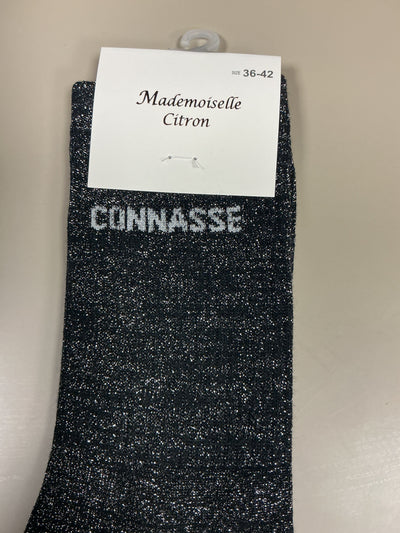 SIZE 36-42
Mademoiselle
Citron
CONNASSE